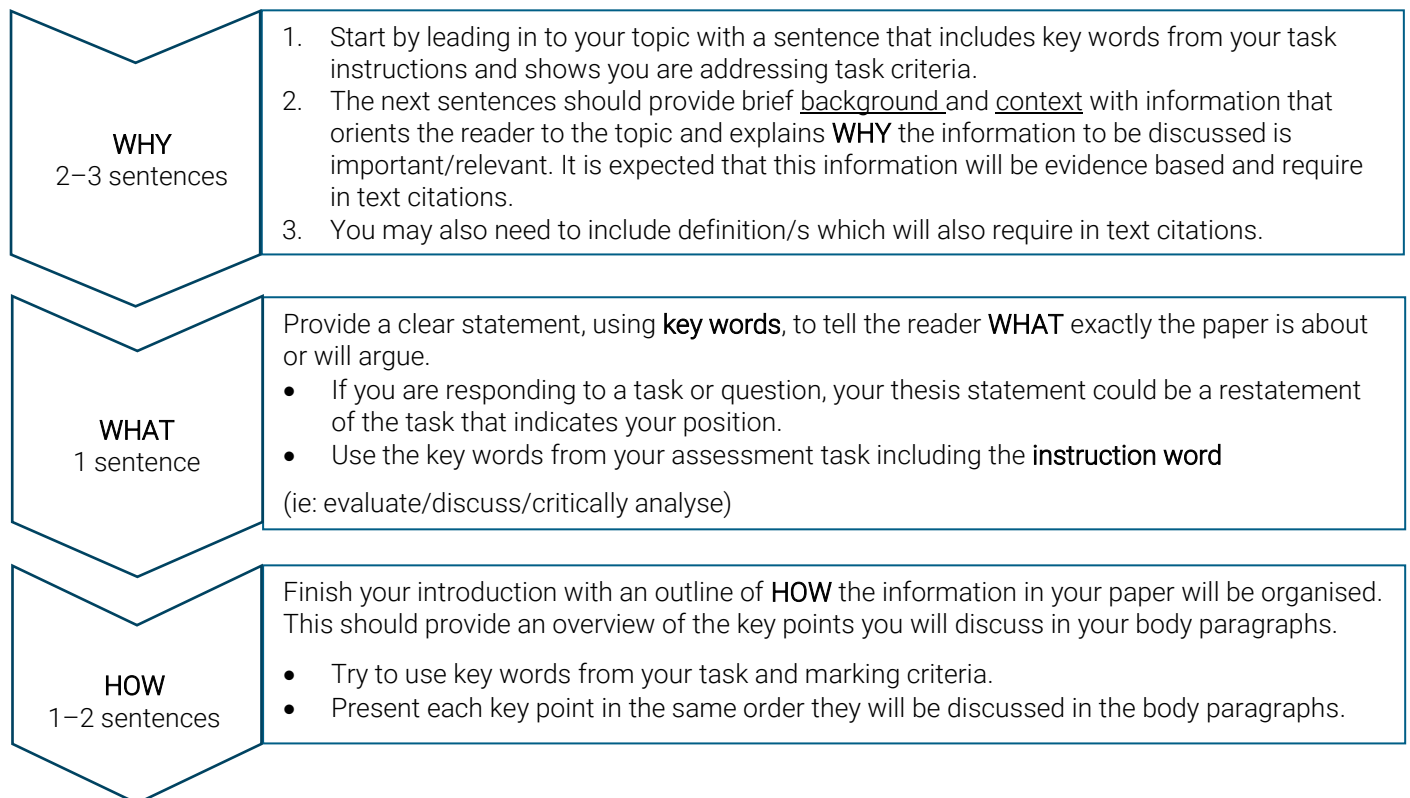 WHY
2–3 sentences
1. Start by leading in to your topic with a sentence that includes key words from your task
instructions and shows you are addressing task criteria.
2. The next sentences should provide brief background and context with information that
orients the reader to the topic and explains WHY the information to be discussed is
important/relevant. It is expected that this information will be evidence based and require
in text citations.
3. You may also need to include definition/s which will also require in text citations.
WHAT
1 sentence
Provide a clear statement, using key words, to tell the reader WHAT exactly the paper is about
or will argue.
• If you are responding to a task or question, your thesis statement could be a restatement
of the task that indicates your position.
• Use the key words from your assessment task including the instruction word
(ie: evaluate/discuss/critically analyse)
HOW
1–2 sentences
Finish your introduction with an outline of HOW the information in your paper will be organised.
This should provide an overview of the key points you will discuss in your body paragraphs.
• Try to use key words from your task and marking criteria.
• Present each key point in the same order they will be discussed in the body paragraphs.